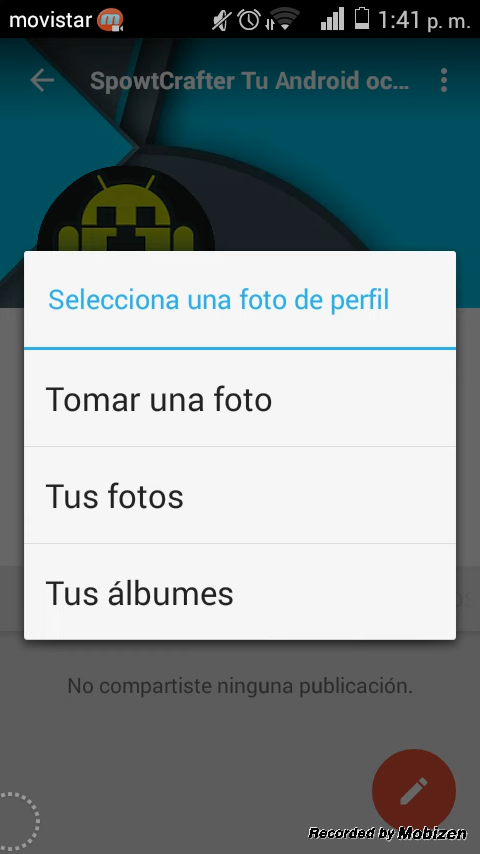 movistar
1:41 p. m.
SpowtCrafter Tu Android oc...
Selecciona una foto de perfil
Tomar una foto
Tus fotos
Tus álbumes
No compartiste ninguna publicación.
Recorded by Mobizen